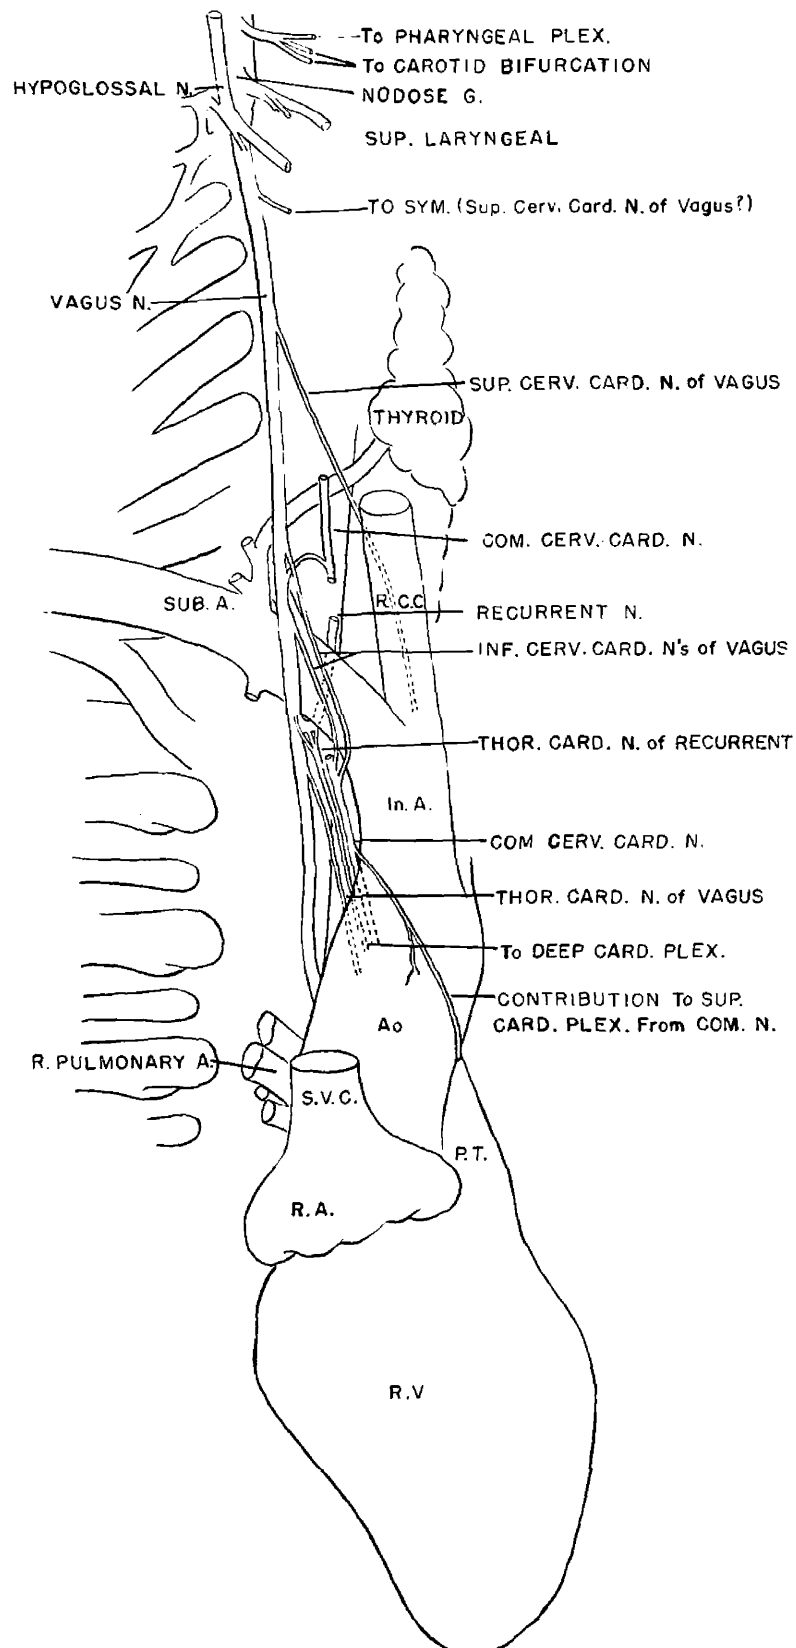 To PHARYNGEAL PLEX.
To CAROTID BIFURCATION
HYPOGLOSSAL N.
NODOSE G.
SUP. LARYNGEAL
TO SYM. (Sup. Cerv. Card. N. of Vagus?)
VAGUS N.
SUP. CERV. CARD. N. of VAGUS
THYROID
COM. CERV. CARD. N.
SUB. A.
R.C.C.
RECURRENT N.
INF. CERV. CARD. N's of VAGUS
THOR. CARD. N. of RECURRENT
In. A.
COM CERV. CARD. N.
THOR. CARD. N. of VAGUS
To DEEP CARD. PLEX.
CONTRIBUTION To SUP.
CARD. PLEX. From COM. N.
Ao
R. PULMONARY A.
S.V.C.
P.T.
R.A.
R.V